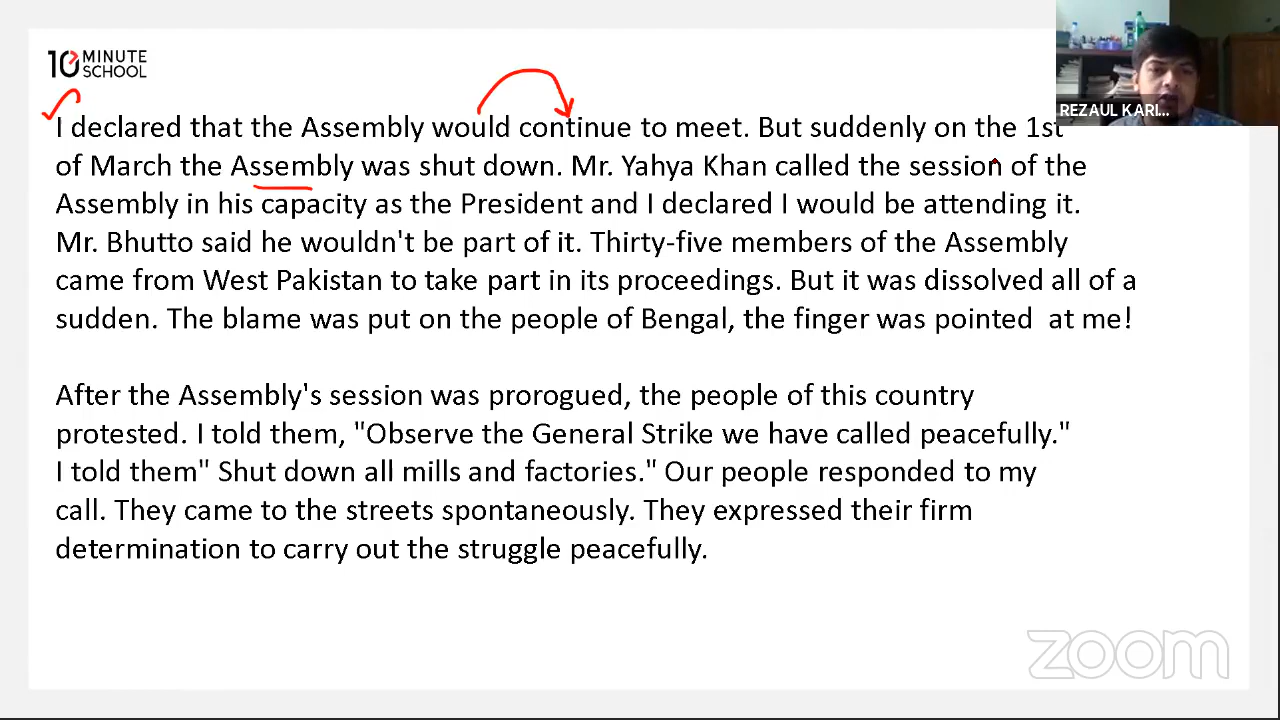 10 MINUTE
SCHOOL
REZAUL KARI...
I declared that the Assembly would continue to meet. But suddenly on the 1st
of March the Assembly was shut down. Mr. Yahya Khan called the session of the
Assembly in his capacity as the President and I declared I would be attending it.
Mr. Bhutto said he wouldn't be part of it. Thirty-five members of the Assembly
came from West Pakistan to take part in its proceedings. But it was dissolved all of a
sudden. The blame was put on the people of Bengal, the finger was pointed  at me!
After the Assembly's session was prorogued, the people of this country
protested. I told them, "Observe the General Strike we have called peacefully."
I told them" Shut down all mills and factories." Our people responded to my
call. They came to the streets spontaneously. They expressed their firm
determination to carry out the struggle peacefully.
zoom